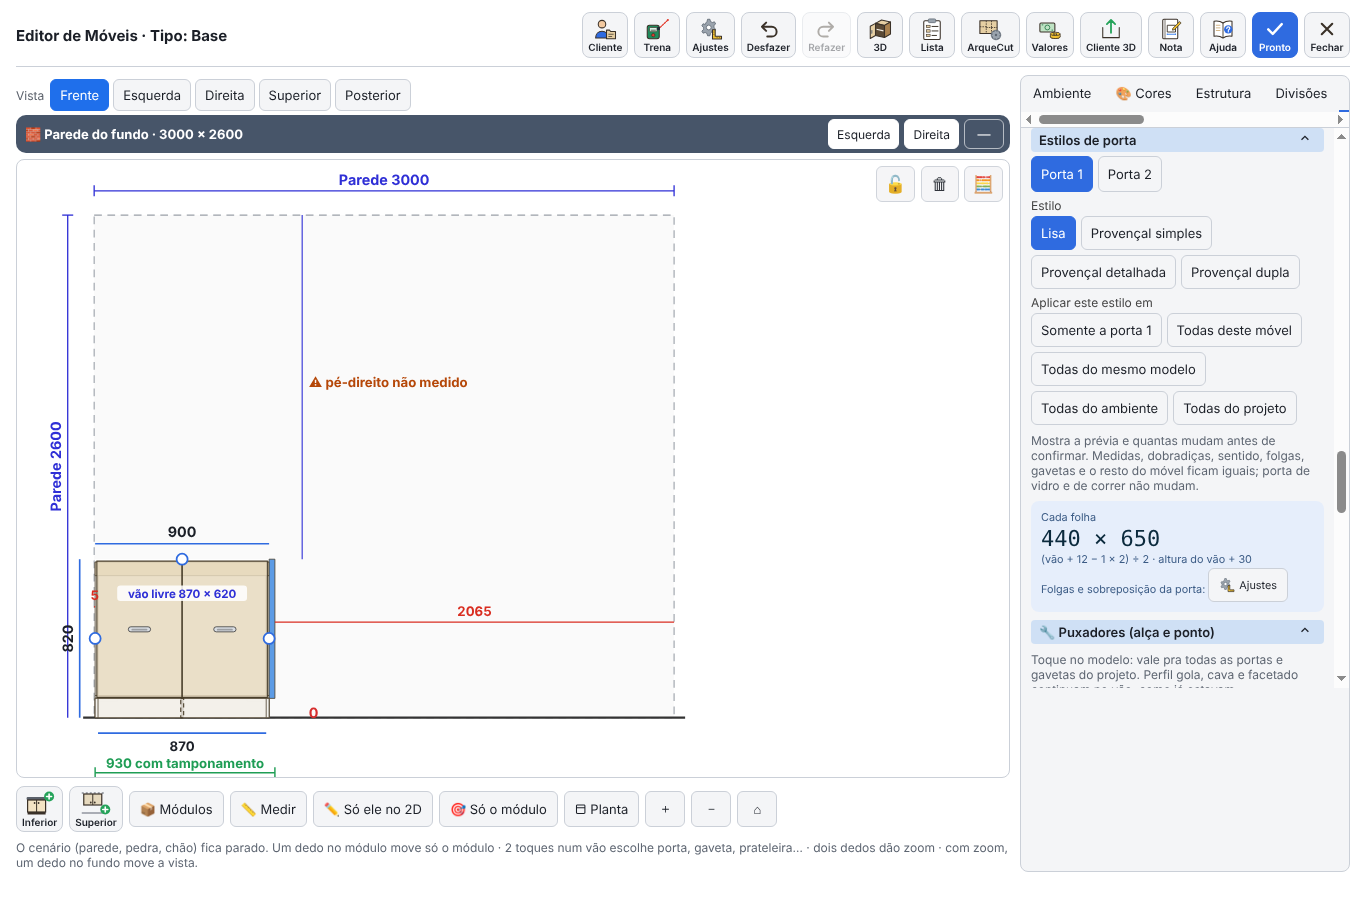 Editor de Móveis · Tipo: Base
Cliente
Trena
Ajustes
Desfazer
Refazer
3D
Lista
ArqueCut
Valores
Cliente 3D
Nota
Ajuda
Pronto
Fechar
Vista
Frente
Esquerda
Direita
Superior
Posterior
Parede do fundo · 3000 × 2600
Esquerda
Direita
—
Parede 3000
pé-direito não medido
Parede 2600
900
5
vão livre 870 × 620
2065
820
0
870
930 com tamponamento
Inferior
Superior
Módulos
Medir
Só ele no 2D
Só o módulo
Planta
+
−
⌂
O cenário (parede, pedra, chão) fica parado. Um dedo no módulo move só o módulo · 2 toques num vão escolhe porta, gaveta, prateleira... · dois dedos dão zoom · com zoom,
um dedo no fundo move a vista.
Ambiente
Cores
Estrutura
Divisões
Estilos de porta
Porta 1
Porta 2
Estilo
Lisa
Provençal simples
Provençal detalhada
Provençal dupla
Aplicar este estilo em
Somente a porta 1
Todas deste móvel
Todas do mesmo modelo
Todas do ambiente
Todas do projeto
Mostra a prévia e quantas mudam antes de
confirmar. Medidas, dobradiças, sentido, folgas,
gavetas e o resto do móvel ficam iguais; porta de
vidro e de correr não mudam.
Cada folha
440 × 650
(vão + 12 − 1 × 2) ÷ 2 · altura do vão + 30
Folgas e sobreposição da porta:
Ajustes
Puxadores (alça e ponto)
Toque no modelo: vale pra todas as portas e
gavetas do projeto. Perfil gola, cava e facetado